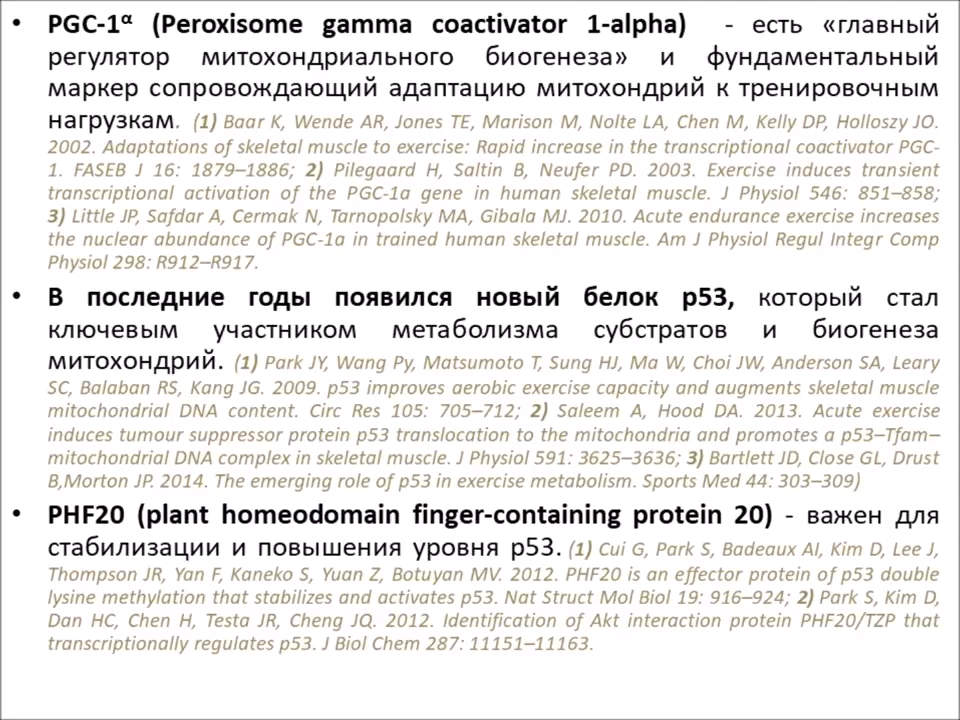 • PGC-1α (Peroxisome gamma coactivator 1-alpha) - есть «главный
регулятор митохондриального биогенеза» и фундаментальный
маркер сопровождающий адаптацию митохондрий к тренировочным
нагрузкам. (1) Baar K, Wende AR, Jones TE, Marison M, Nolte LA, Chen M, Kelly DP, Holloszy JO.
2002. Adaptations of skeletal muscle to exercise: Rapid increase in the transcriptional coactivator PGC-
1. FASEB J 16: 1879–1886; 2) Pilegaard H, Saltin B, Neufer PD. 2003. Exercise induces transient
transcriptional activation of the PGC-1a gene in human skeletal muscle. J Physiol 546: 851–858;
3) Little JP, Safdar A, Cermak N, Tarnopolsky MA, Gibala MJ. 2010. Acute endurance exercise increases
the nuclear abundance of PGC-1a in trained human skeletal muscle. Am J Physiol Regul Integr Comp
Physiol 298: R912–R917.
• В последние годы появился новый белок p53, который стал
ключевым участником метаболизма субстратов и биогенеза
митохондрий. (1) Park JY, Wang Py, Matsumoto T, Sung HJ, Ma W, Choi JW, Anderson SA, Leary
SC, Balaban RS, Kang JG. 2009. p53 improves aerobic exercise capacity and augments skeletal muscle
mitochondrial DNA content. Circ Res 105: 705–712; 2) Saleem A, Hood DA. 2013. Acute exercise
induces tumour suppressor protein p53 translocation to the mitochondria and promotes a p53–Tfam–
mitochondrial DNA complex in skeletal muscle. J Physiol 591: 3625–3636; 3) Bartlett JD, Close GL, Drust
B,Morton JP. 2014. The emerging role of p53 in exercise metabolism. Sports Med 44: 303–309)
• PHF20 (plant homeodomain finger-containing protein 20) - важен для
стабилизации и повышения уровня p53. (1) Cui G, Park S, Badeaux AI, Kim D, Lee J,
Thompson JR, Yan F, Kaneko S, Yuan Z, Botuyan MV. 2012. PHF20 is an effector protein of p53 double
lysine methylation that stabilizes and activates p53. Nat Struct Mol Biol 19: 916–924; 2) Park S, Kim D,
Dan HC, Chen H, Testa JR, Cheng JQ. 2012. Identification of Akt interaction protein PHF20/TZP that
transcriptionally regulates p53. J Biol Chem 287: 11151–11163.